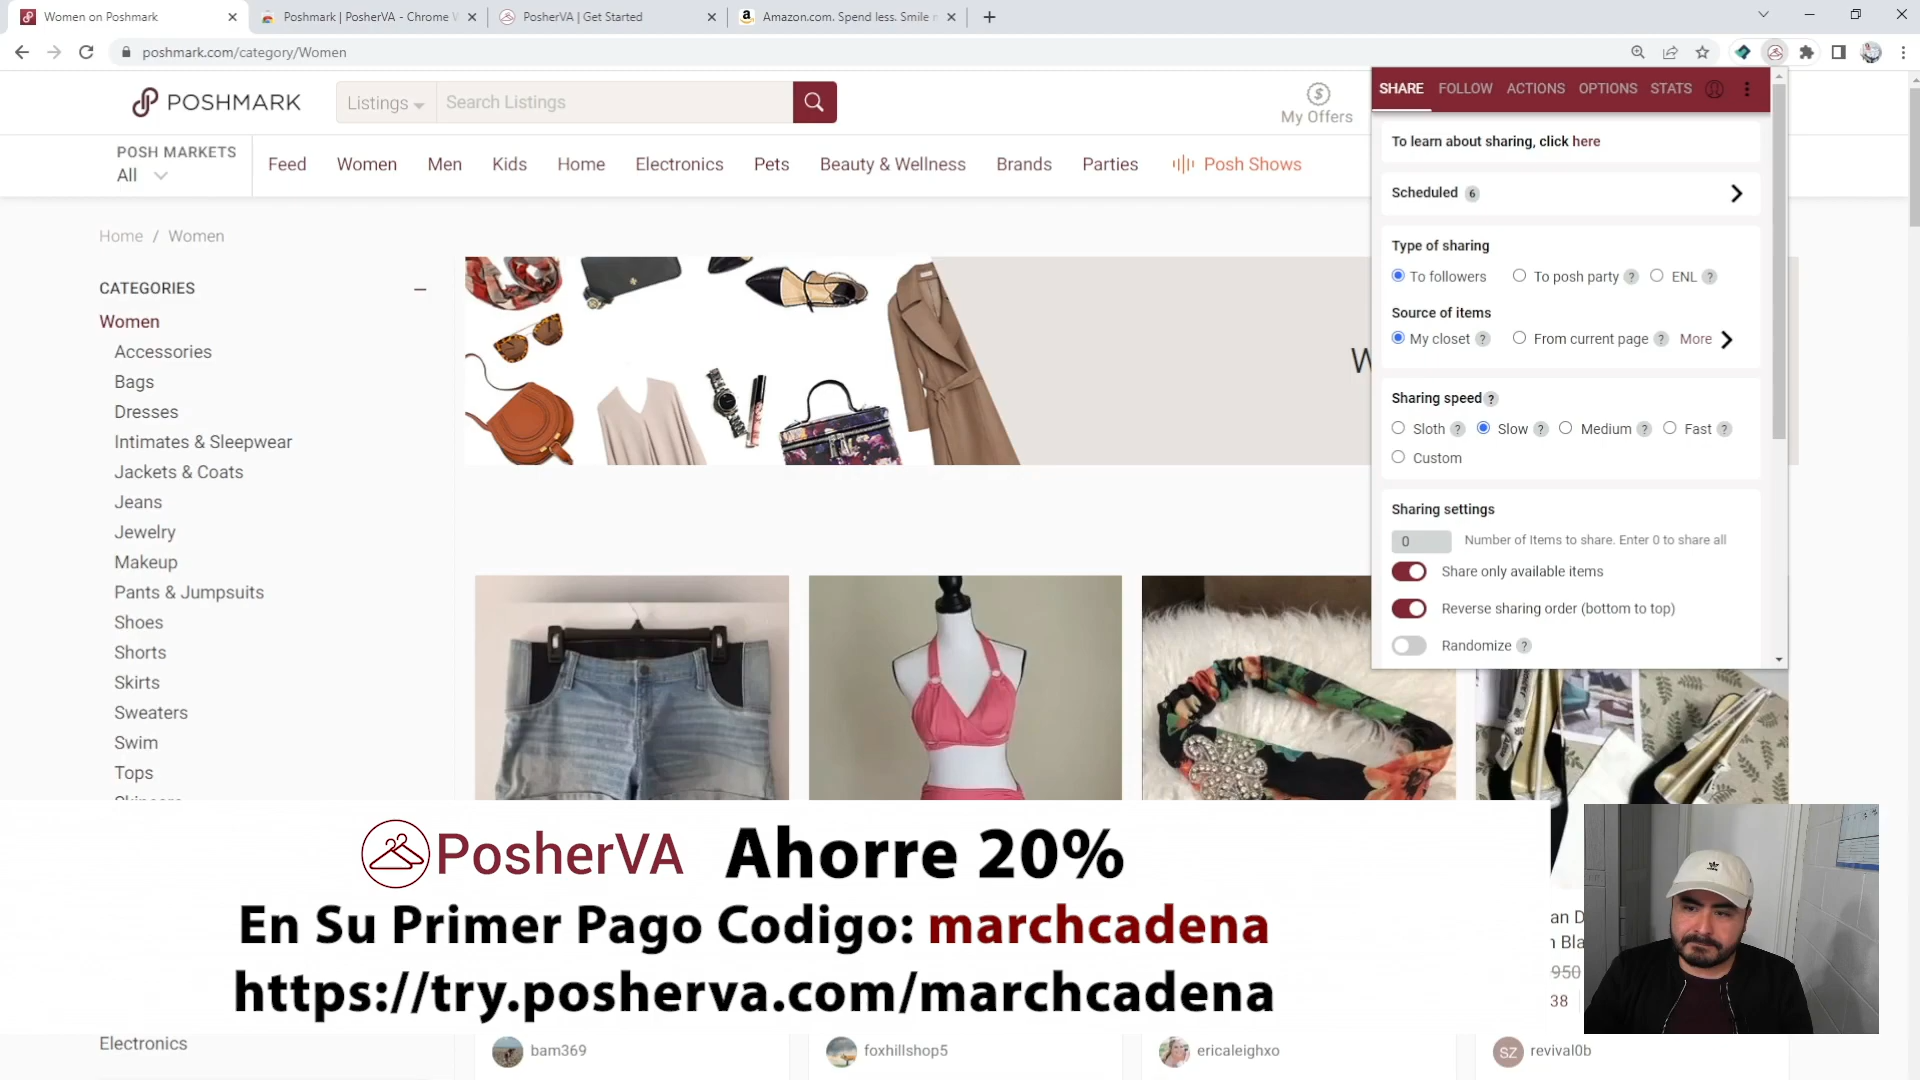 Women on Poshmark
Poshmark | PosherVA - Chrome W
PosherVA | Get Started
Amazon.com. Spend less. Smile m
poshmark.com/category/Women
POSHMARK
Listings
Search Listings
My Offers
POSH MARKETS
All
Feed
Women
Men
Kids
Home
Electronics
Pets
Beauty & Wellness
Brands
Parties
Posh Shows
Home / Women
CATEGORIES
Women
Accessories
Bags
Dresses
Intimates & Sleepwear
Jackets & Coats
Jeans
Jewelry
Makeup
Pants & Jumpsuits
Shoes
Shorts
Skirts
Sweaters
Swim
Tops
Electronics
SHARE
FOLLOW
ACTIONS
OPTIONS
STATS
To learn about sharing, click here
Scheduled 6
Type of sharing
To followers
To posh party ?
ENL ?
Source of items
My closet ?
From current page ?
More
Sharing speed ?
Sloth ?
Slow ?
Medium ?
Fast ?
Custom
Sharing settings
0 Number of Items to share. Enter 0 to share all
Share only available items
Reverse sharing order (bottom to top)
Randomize ?
PosherVA Ahorre 20%
En Su Primer Pago Codigo: marchcadena
https://try.posherva.com/marchcadena
950
38
bam369
foxhillshop5
ericaleighxo
SZ revival0b